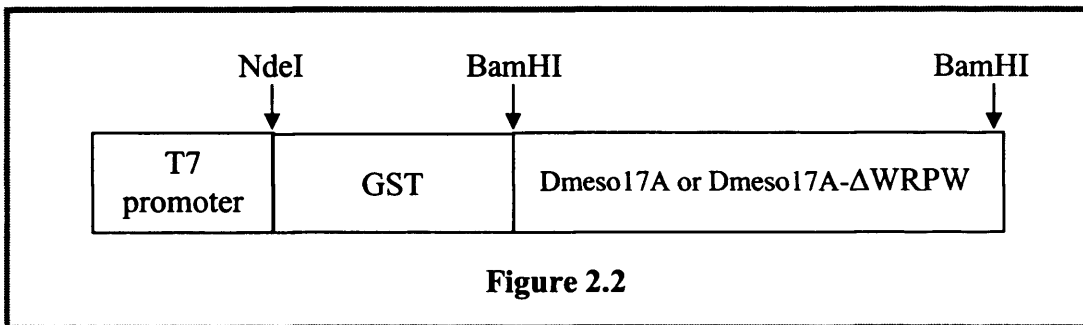 NdeI BamHI BamHI
T7 promoter GST Dmeso17A or Dmeso17A-ΔWRPW
Figure 2.2